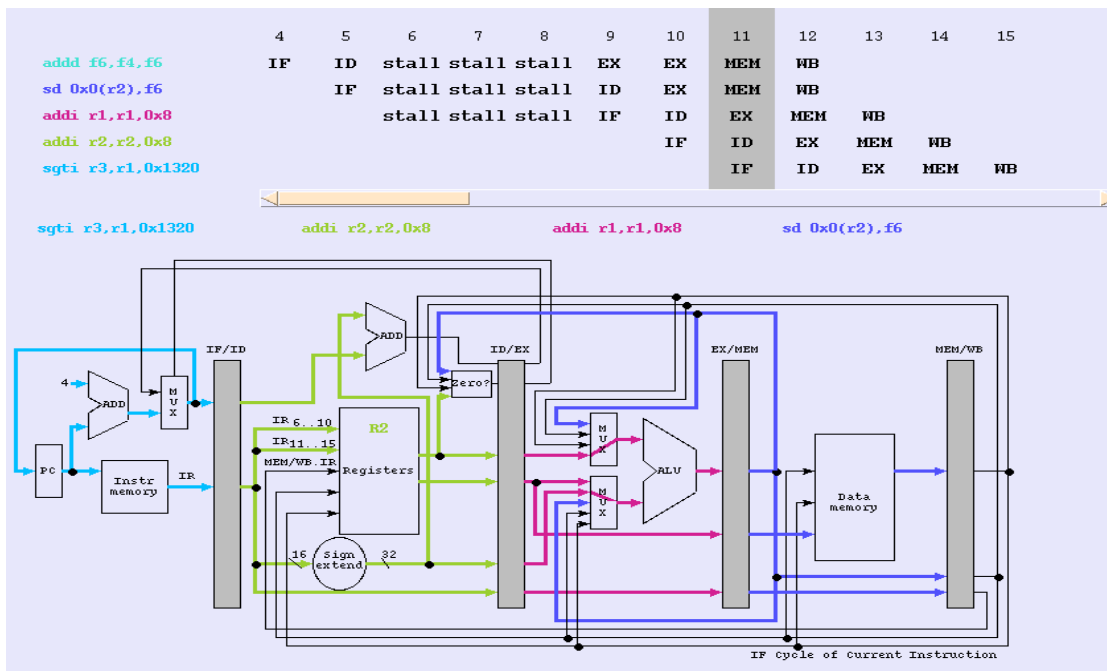 4 5 6 7 8 9 10 11 12 13 14 15
addd f6,f4,f6 IF ID stall stall stall EX EX MEM WB
sd 0x0(r2),f6 IF stall stall stall ID EX MEM WB
addi r1,r1,0x8 stall stall stall IF ID EX MEM WB
addi r2,r2,0x8 IF ID EX MEM WB
sgti r3,r1,0x1320 IF ID EX MEM WB
sgti r3,r1,0x1320 addi r2,r2,0x8 addi r1,r1,0x8 sd 0x0(r2),f6
IF/ID
ADD
ID/EX
EX/MEM
MEM/WB
4
ADD
MUX
Zero?
IR 6..10
R2
IR 11..15
MEM/WB.IR
Registers
PC
Instr
memory
IR
MUX
ALU
MUX
Data
memory
16
Sign
extend
32
IF Cycle of Current Instruction